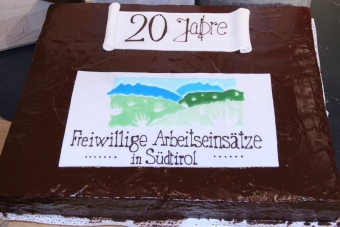 20 Jahre
Freiwillige Arbeitseinsätze
....... in Südtirol .......